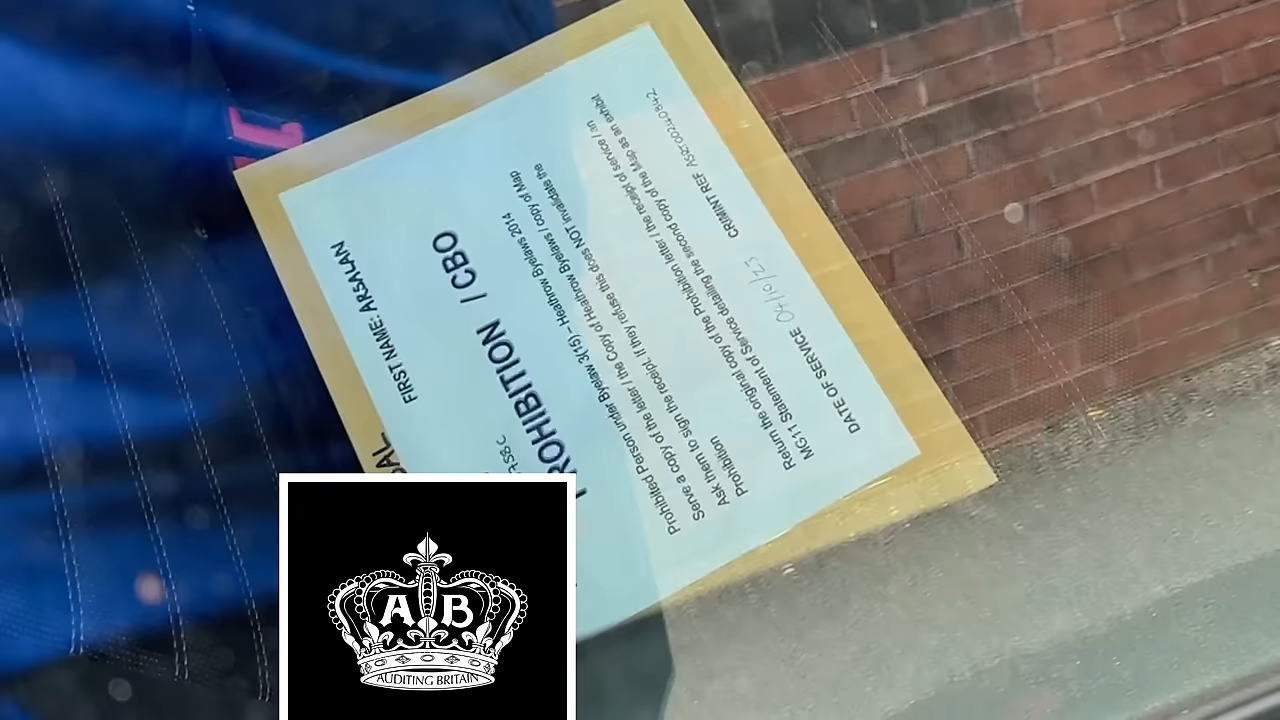 DAL
FIRST NAME: ARSALAN
ROHIBITION / CBO
Prohibited Person under Byelaw 3(15) – Heathrow Byelaws 2014
Serve a copy of the letter / the Copy of Heathrow Byelaws / copy of Map
Ask them to sign the receipt. If they refuse this does NOT invalidate the
Prohibition
Return the original copy of the Prohibition letter / the receipt of service / an
MG11 Statement of Service detailing the second copy of the Map as an exhibit
DATE OF SERVICE 04/10/23
CRIMINT REF
A B
AUDITING BRITAIN